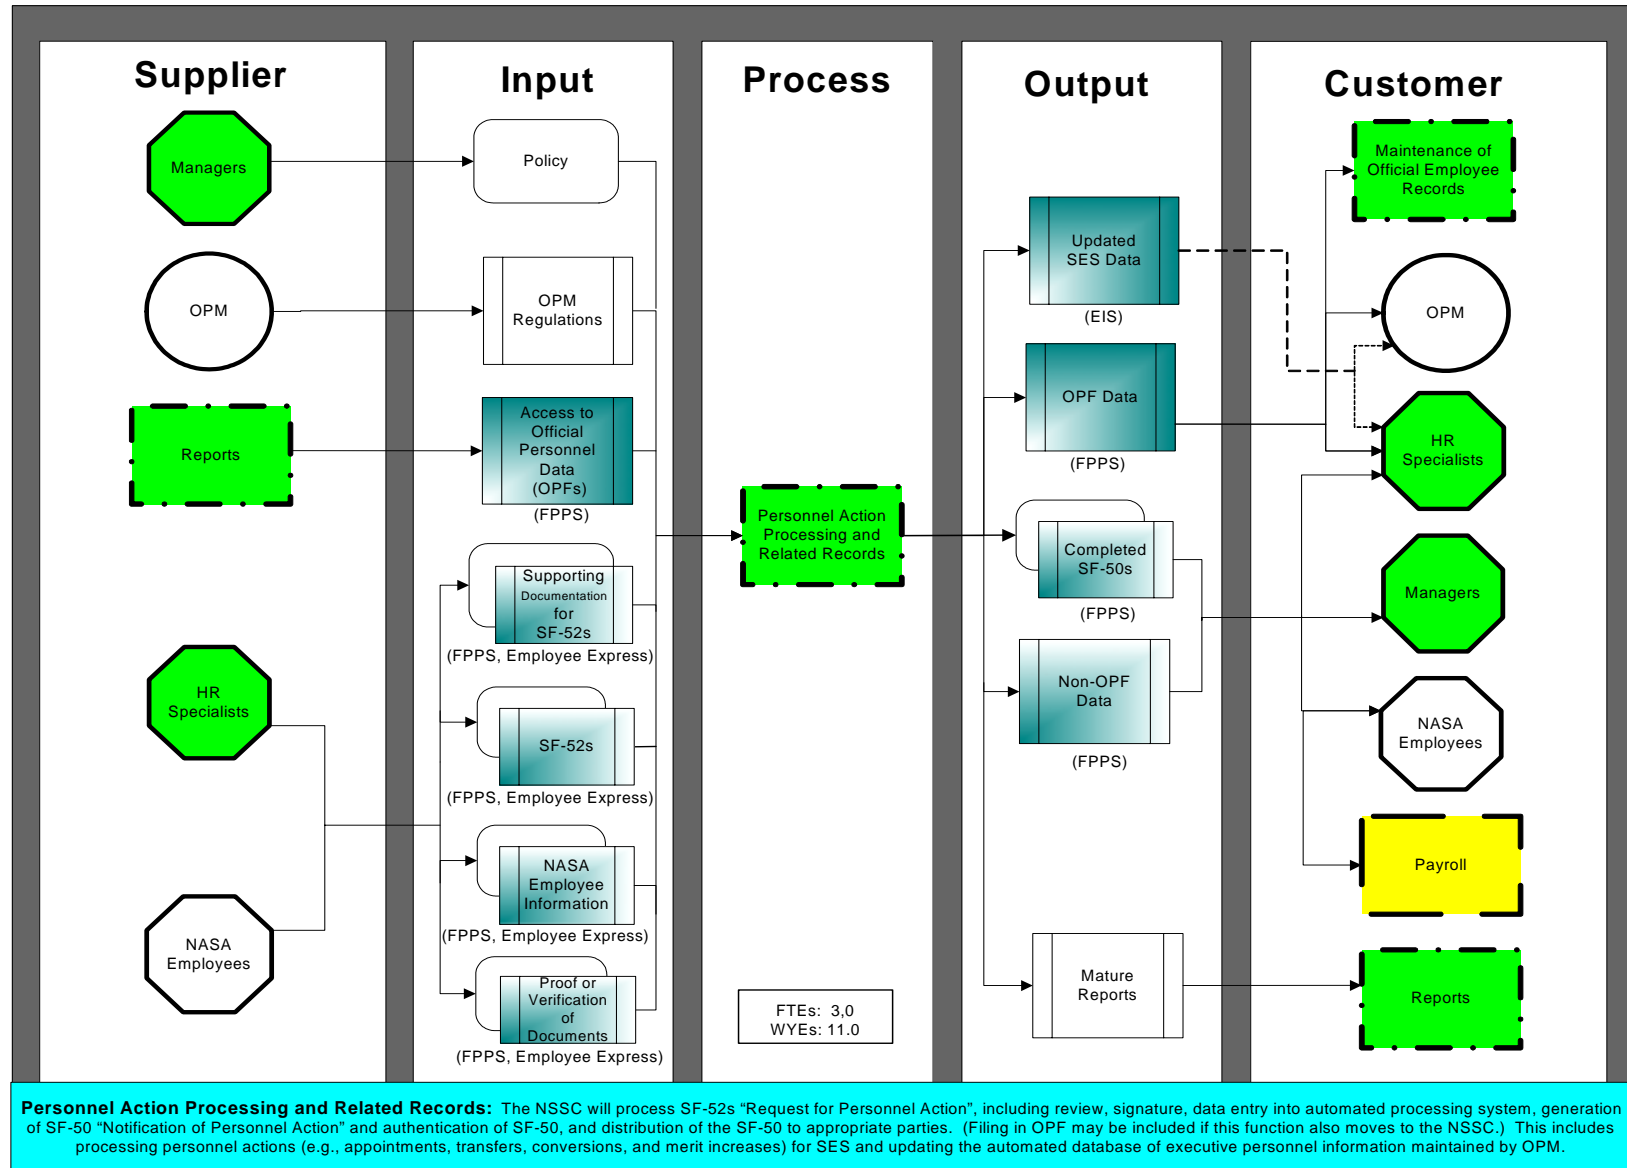 Supplier
Managers
OPM
Reports
HR
Specialists
NASA
Employees
Input
Policy
OPM
Regulations
Access to
Official
Personnel
Data
(OPFs)
(FPPS)
Supporting
Documentation
for
SF-52s
(FPPS, Employee Express)
SF-52s
(FPPS, Employee Express)
NASA
Employee
Information
(FPPS, Employee Express)
Proof or
Verification
of
Documents
(FPPS, Employee Express)
Process
Personnel Action
Processing and
Related Records
FTEs: 3,0
WYEs: 11.0
Output
Updated
SES Data
(EIS)
OPF Data
(FPPS)
Completed
SF-50s
(FPPS)
Non-OPF
Data
(FPPS)
Mature
Reports
Customer
Maintenance of
Official Employee
Records
OPM
HR
Specialists
Managers
NASA
Employees
Payroll
Reports
Personnel Action Processing and Related Records: The NSSC will process SF-52s “Request for Personnel Action”, including review, signature, data entry into automated processing system, generation
of SF-50 “Notification of Personnel Action” and authentication of SF-50, and distribution of the SF-50 to appropriate parties. (Filing in OPF may be included if this function also moves to the NSSC.) This includes
processing personnel actions (e.g., appointments, transfers, conversions, and merit increases) for SES and updating the automated database of executive personnel information maintained by OPM.